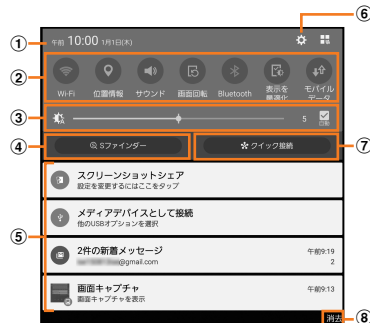 ⑥
① 午前 10:00 1月1日(木)
②
Wi-Fi 位置情報 サウンド 画面回転 Bluetooth 表示を最適化 モバイルデータ
③ 5 自動
④ Sファインダー クイック接続 ⑦
スクリーンショットシェア
設定を変更するにはここをタップ
メディアデバイスとして接続
他のUSBオプションを選択
⑤ 2件の新着メッセージ 午前9:19
@gmail.com 2
画面キャプチャ 午前9:13
画面キャプチャを表示
消去 ⑧